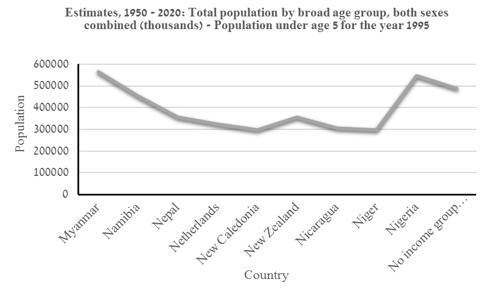 Estimates, 1950 - 2020: Total population by broad age group, both sexes
combined (thousands) - Population under age 5 for the year 1995
Population
600000
500000
400000
300000
200000
100000
0
Myanmar
Namibia
Nepal
Netherlands
New Caledonia
New Zealand
Nicaragua
Niger
Nigeria
No income group...
Country